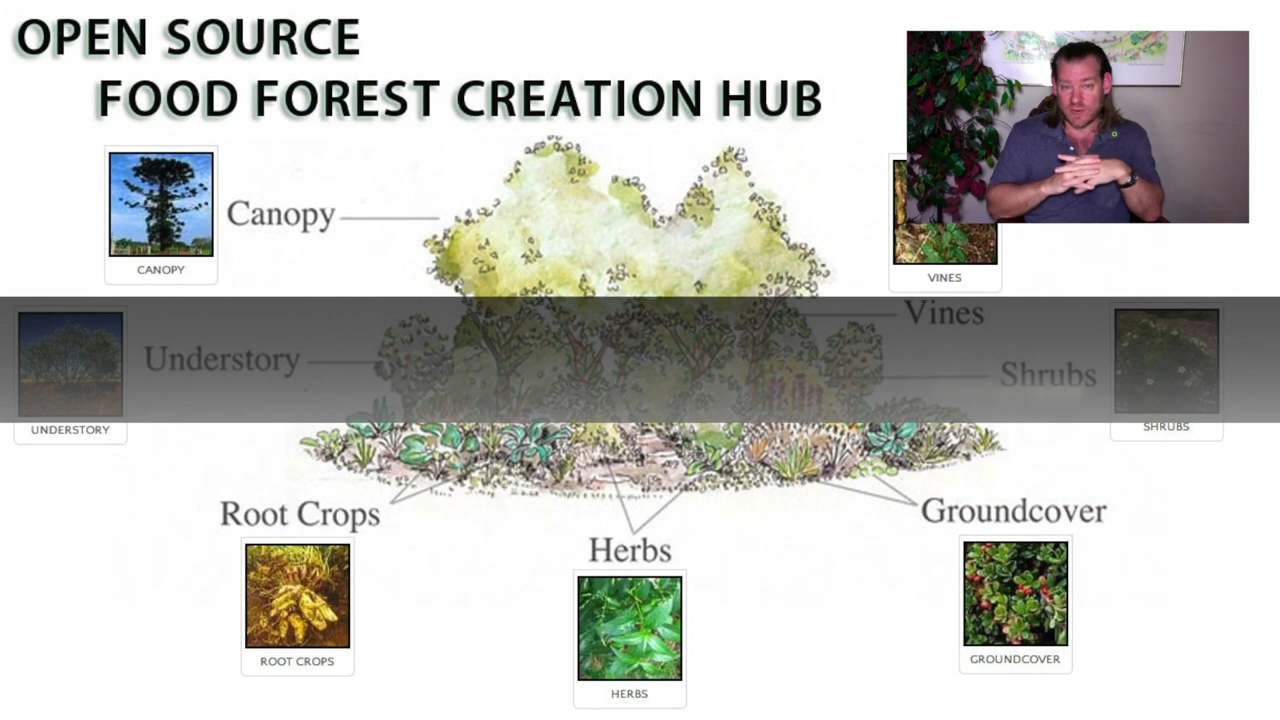 OPEN SOURCE
FOOD FOREST CREATION HUB
Canopy
CANOPY
VINES
Vines
Understory
UNDERSTORY
Shrubs
SHRUBS
Root Crops
ROOT CROPS
Herbs
HERBS
Groundcover
GROUNDCOVER